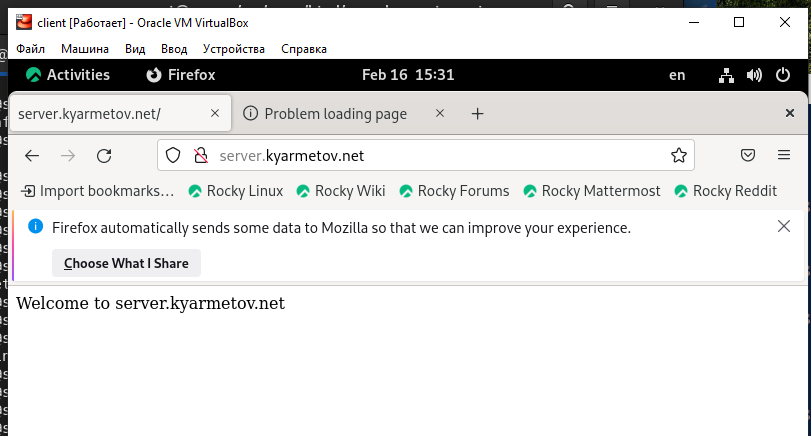 client [Работает] - Oracle VM VirtualBox
Файл Машина Вид Ввод Устройства Справка
Activities Firefox Feb 16 15:31 en
server.kyarmetov.net/ Problem loading page
server.kyarmetov.net
Import bookmarks... Rocky Linux Rocky Wiki Rocky Forums Rocky Mattermost Rocky Reddit
Firefox automatically sends some data to Mozilla so that we can improve your experience.
Choose What I Share
Welcome to server.kyarmetov.net